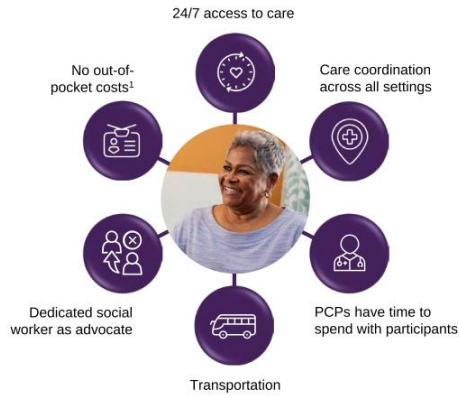 24/7 access to care
No out-of-
pocket costs¹
Care coordination
across all settings
Dedicated social
worker as advocate
PCPs have time to
spend with participants
Transportation